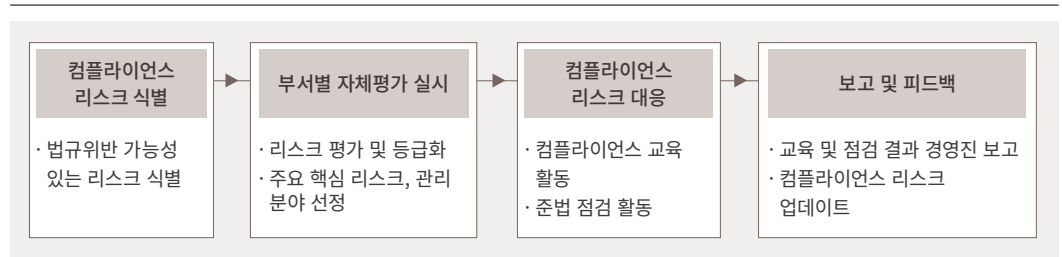 컴플라이언스
리스크 식별
· 법규위반 가능성
있는 리스크 식별
부서별 자체평가 실시
· 리스크 평가 및 등급화
· 주요 핵심 리스크, 관리
분야 선정
컴플라이언스
리스크 대응
· 컴플라이언스 교육
활동
· 준법 점검 활동
보고 및 피드백
· 교육 및 점검 결과 경영진 보고
· 컴플라이언스 리스크
업데이트